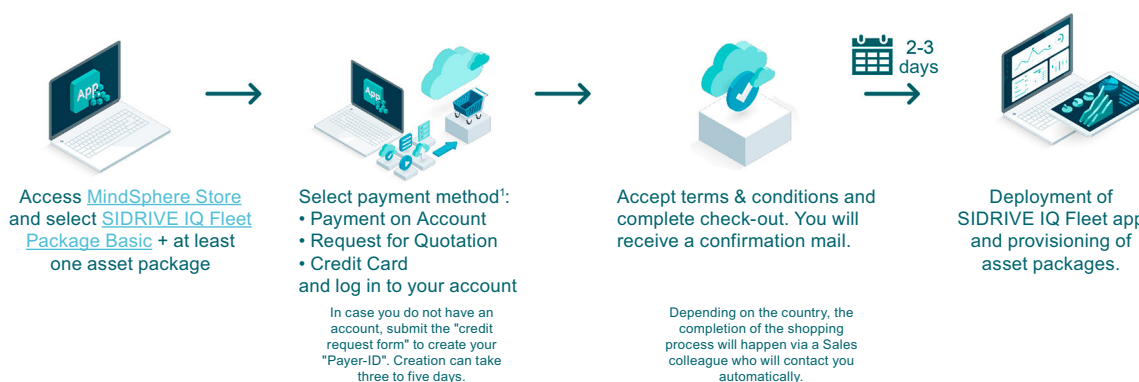 App
2-3
days
Access MindSphere Store
and select SIDRIVE IQ Fleet
Package Basic + at least
one asset package
Select payment method¹:
• Payment on Account
• Request for Quotation
• Credit Card
and log in to your account
In case you do not have an
account, submit the "credit
request form" to create your
"Payer-ID". Creation can take
three to five days.
Accept terms & conditions and
complete check-out. You will
receive a confirmation mail.
Depending on the country, the
completion of the shopping
process will happen via a Sales
colleague who will contact you
automatically.
Deployment of
SIDRIVE IQ Fleet app
and provisioning of
asset packages.